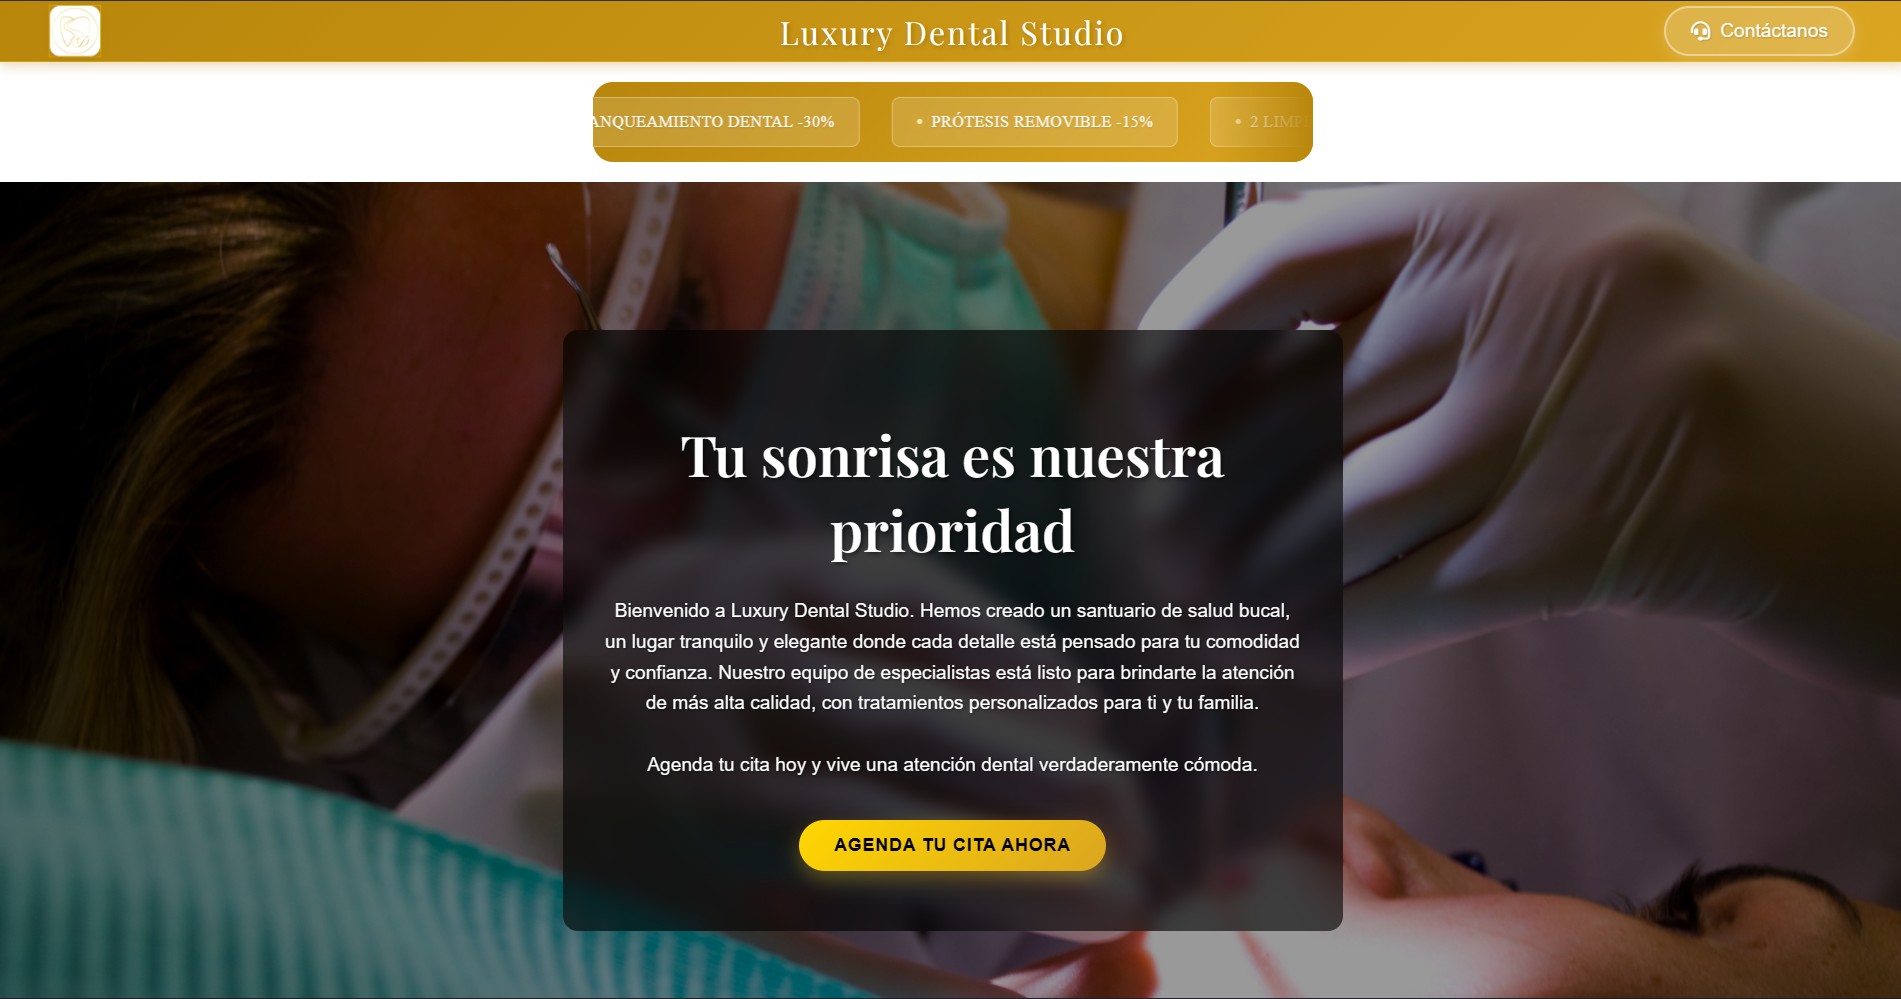 Luxury Dental Studio
Contáctanos
DENTAL -30%
• PRÓTESIS REMOVIBLE -15%
• 2
Tu sonrisa es nuestra
prioridad
Bienvenido a Luxury Dental Studio. Hemos creado un santuario de salud bucal,
un lugar tranquilo y elegante donde cada detalle está pensado para tu comodidad
y confianza. Nuestro equipo de especialistas está listo para brindarte la atención
de más alta calidad, con tratamientos personalizados para ti y tu familia.
Agenda tu cita hoy y vive una atención dental verdaderamente cómoda.
AGENDA TU CITA AHORA